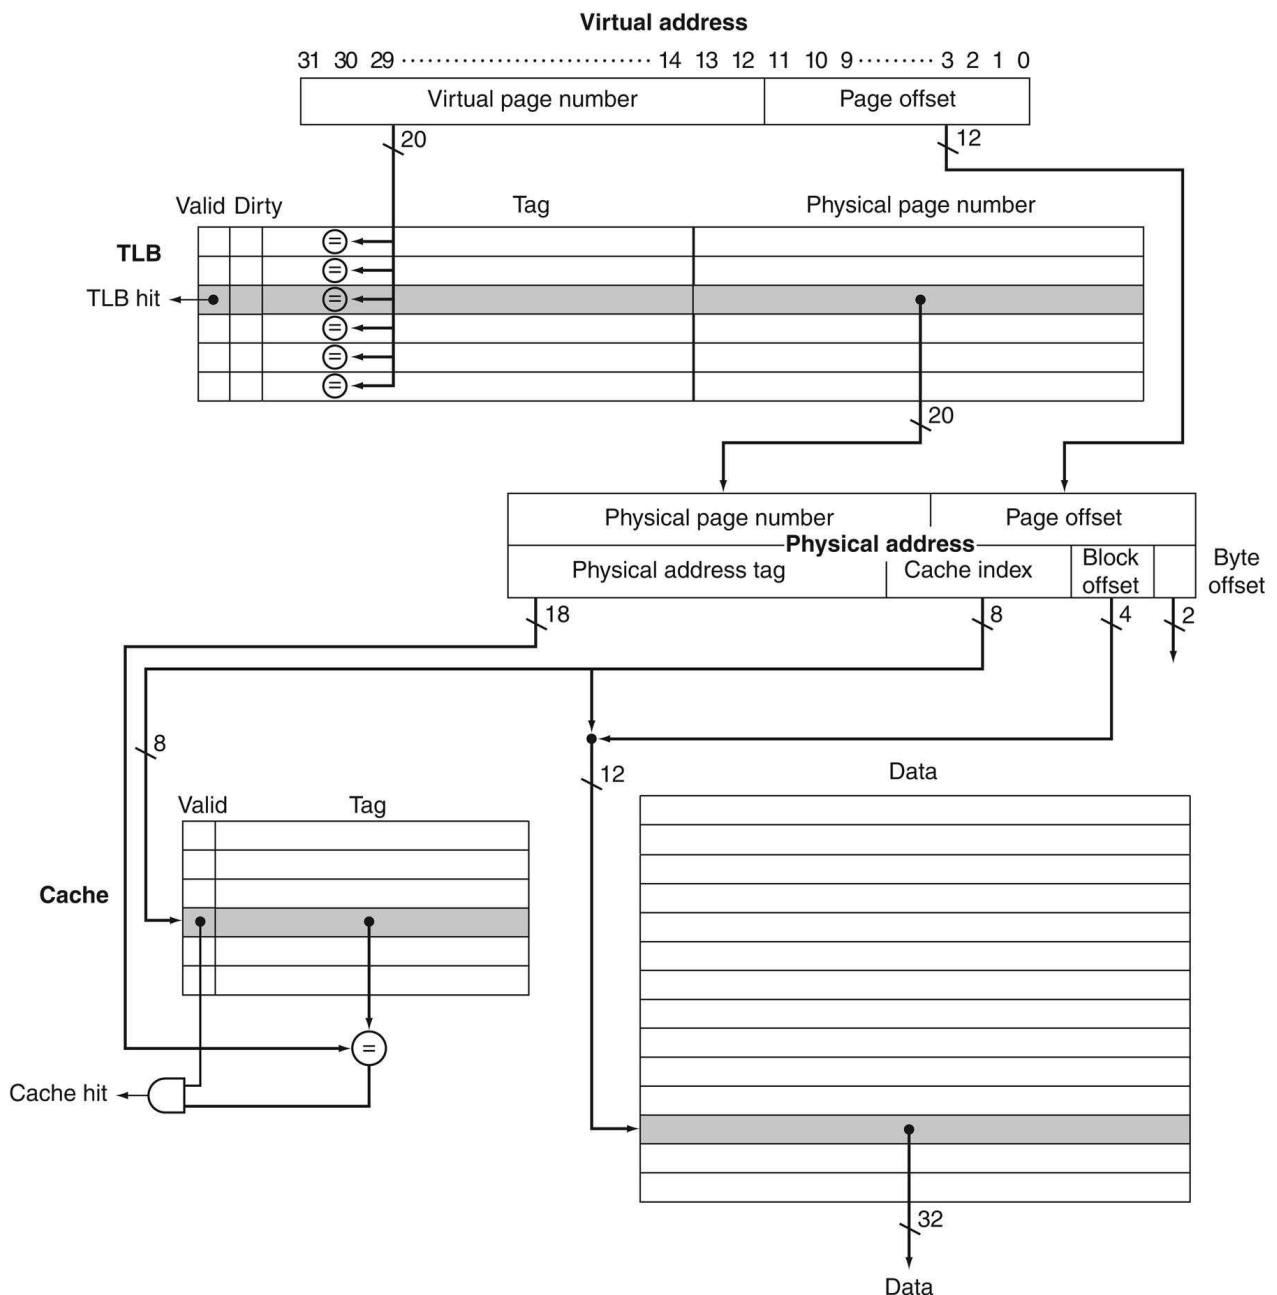 Virtual address
31 30 29 ........................... 14 13 12 11 10 9 ......... 3 2 1 0
Virtual page number Page offset
20 12
Valid Dirty Tag Physical page number
TLB
TLB hit
=
=
=
=
=
=
20
Physical page number Page offset
Physical address
Physical address tag Cache index Block offset Byte offset
18 8 4 2
8
12
Data
Valid Tag
Cache
=
Cache hit
32
Data